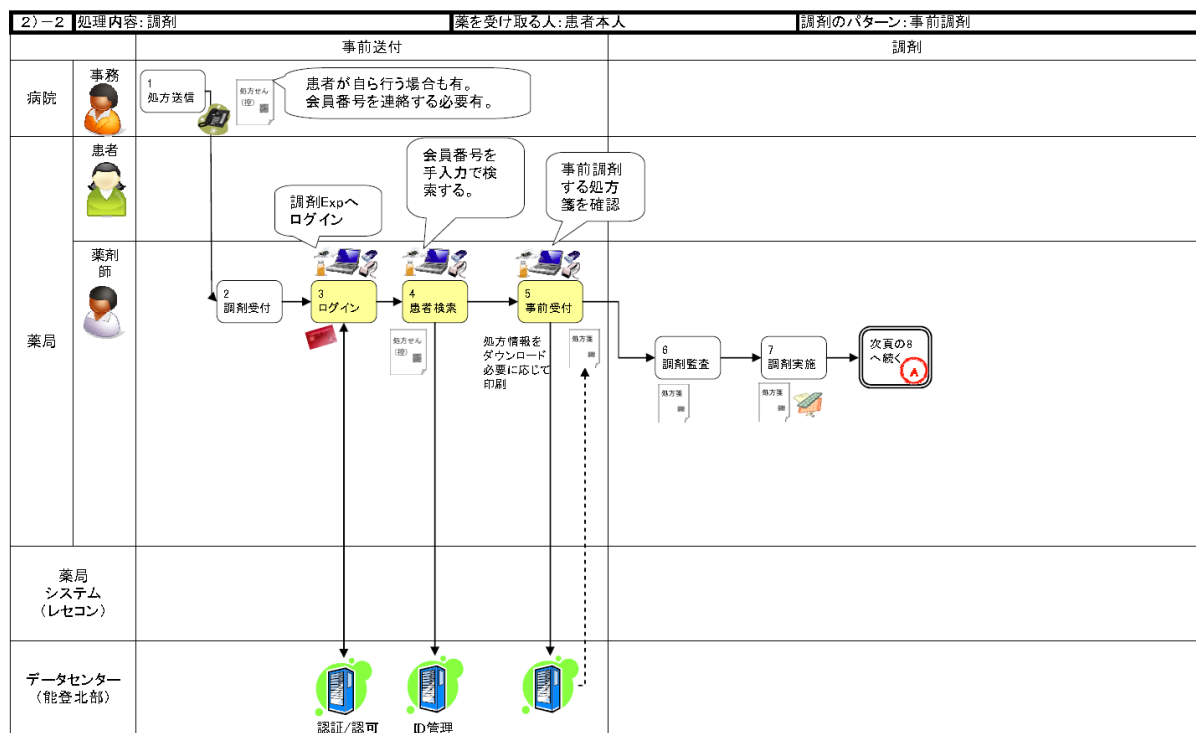 2)－2 処理内容：調剤 薬を受け取る人：患者本人 調剤のパターン：事前調剤
事前送付 調剤
病院
事務
1
処方送信
処方せん
(控)
患者が自ら行う場合も有。
会員番号を連絡する必要有。
薬局
患者
調剤Expへ
ログイン
会員番号を
手入力で検
索する。
事前調剤
する処方
箋を確認
薬剤
師
2
調剤受付
3
ログイン
4
患者検索
5
事前受付
処方せん
(控)
処方情報を
ダウンロード
必要に応じて
印刷
処方箋
6
調剤監査
処方箋
7
調剤実施
処方箋
次頁の8
へ続く
A
薬局
システム
（レセコン）
データセンター
（能登北部）
認証/認可
ID管理